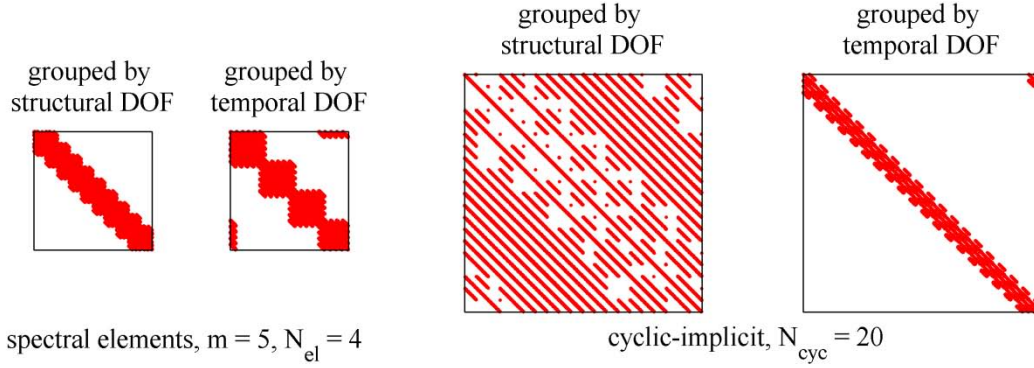 grouped by
structural DOF
grouped by
temporal DOF
grouped by
structural DOF
grouped by
temporal DOF
spectral elements, m = 5, N_el = 4
cyclic-implicit, N_cyc = 20